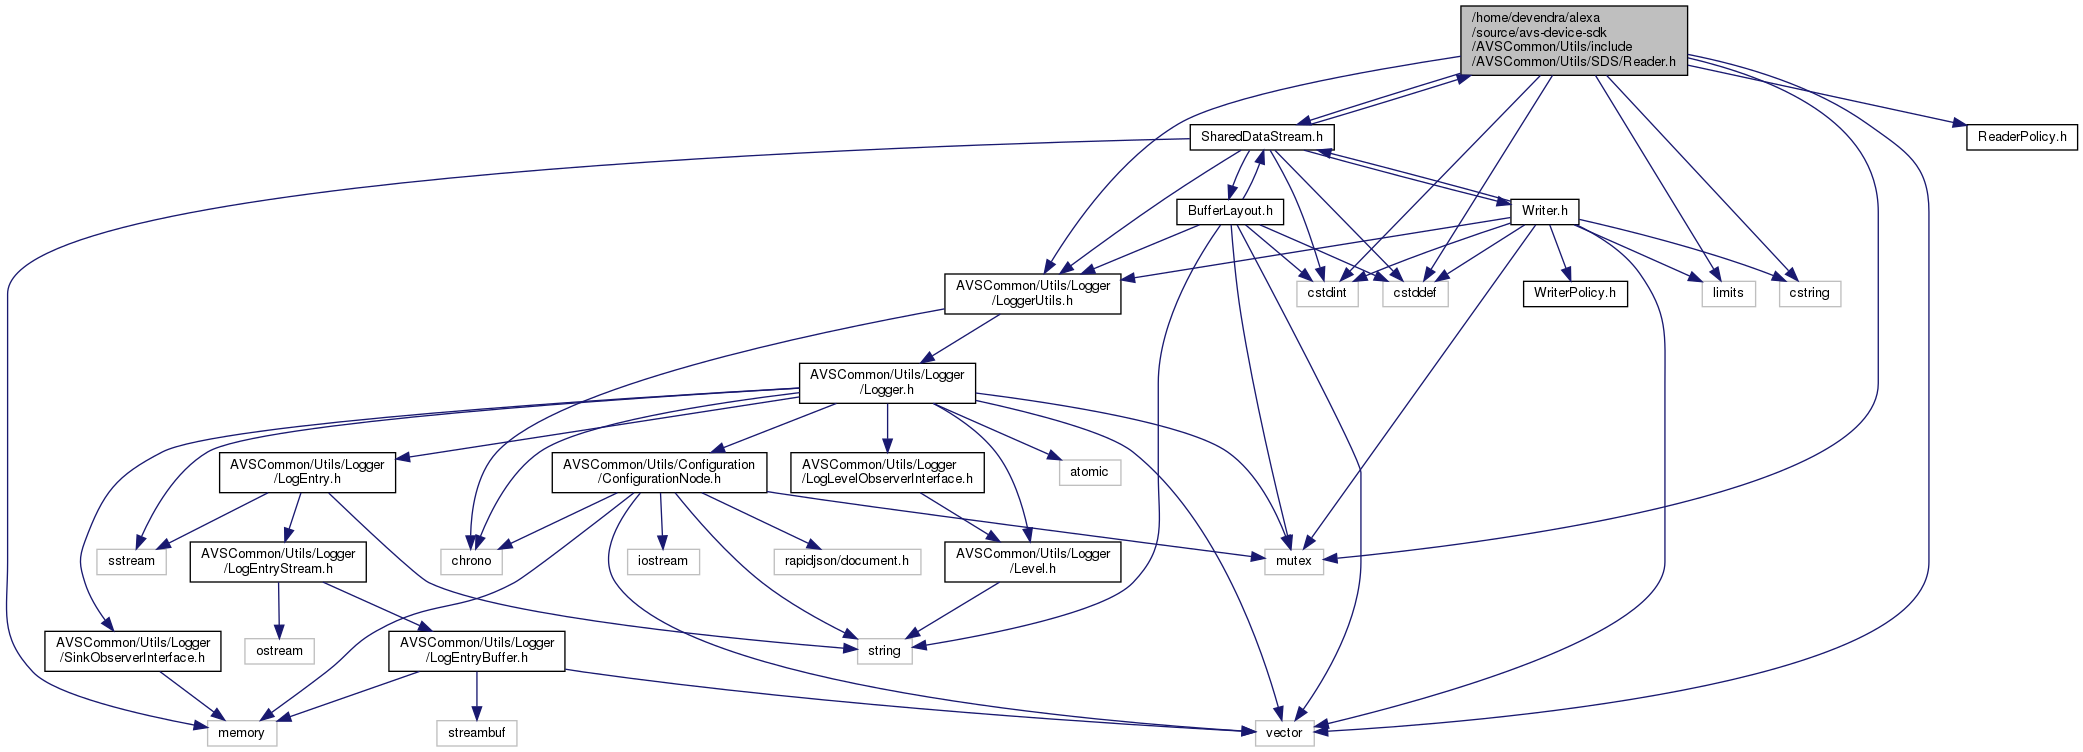 /home/devendra/alexa
/source/avs-device-sdk
/AVSCommon/Utils/include
/AVSCommon/Utils/SDS/Reader.h
SharedDataStream.h
ReaderPolicy.h
BufferLayout.h
Writer.h
AVSCommon/Utils/Logger
/LoggerUtils.h
cstdint
cstddef
WriterPolicy.h
limits
cstring
AVSCommon/Utils/Logger
/Logger.h
AVSCommon/Utils/Logger
/LogEntry.h
AVSCommon/Utils/Configuration
/ConfigurationNode.h
AVSCommon/Utils/Logger
/LogLevelObserverInterface.h
atomic
sstream
AVSCommon/Utils/Logger
/LogEntryStream.h
chrono
iostream
rapidjson/document.h
AVSCommon/Utils/Logger
/Level.h
mutex
AVSCommon/Utils/Logger
/SinkObserverInterface.h
ostream
AVSCommon/Utils/Logger
/LogEntryBuffer.h
string
memory
streambuf
vector